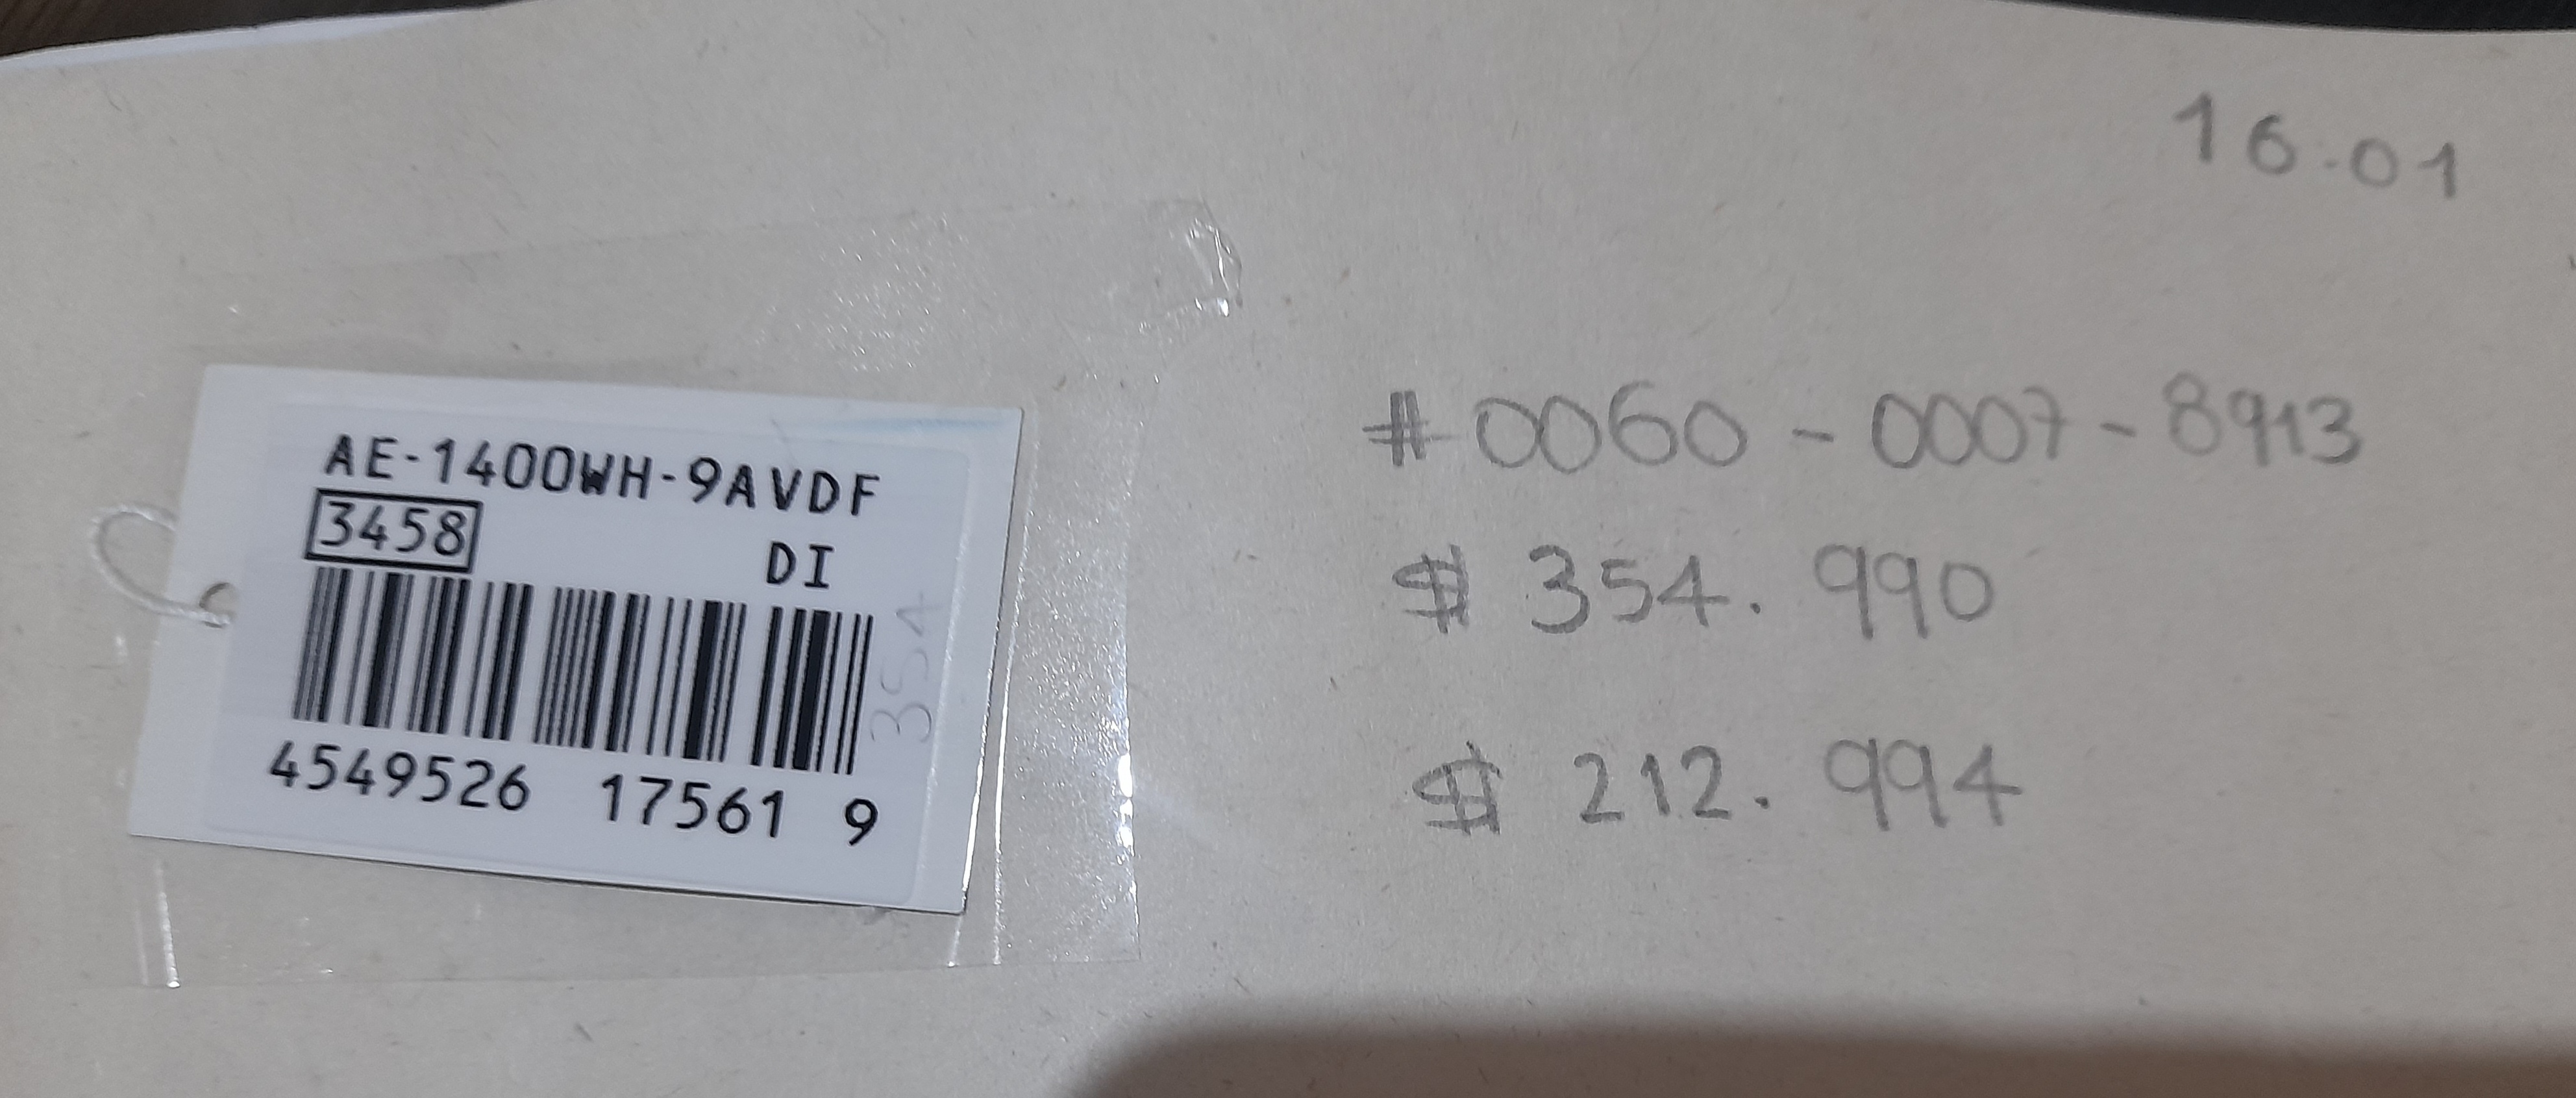 16.01
AE-1400WH-9AVDF
3458
DI
354
4549526 17561 9
#0060-0007-8913
$ 354.990
$ 212.994